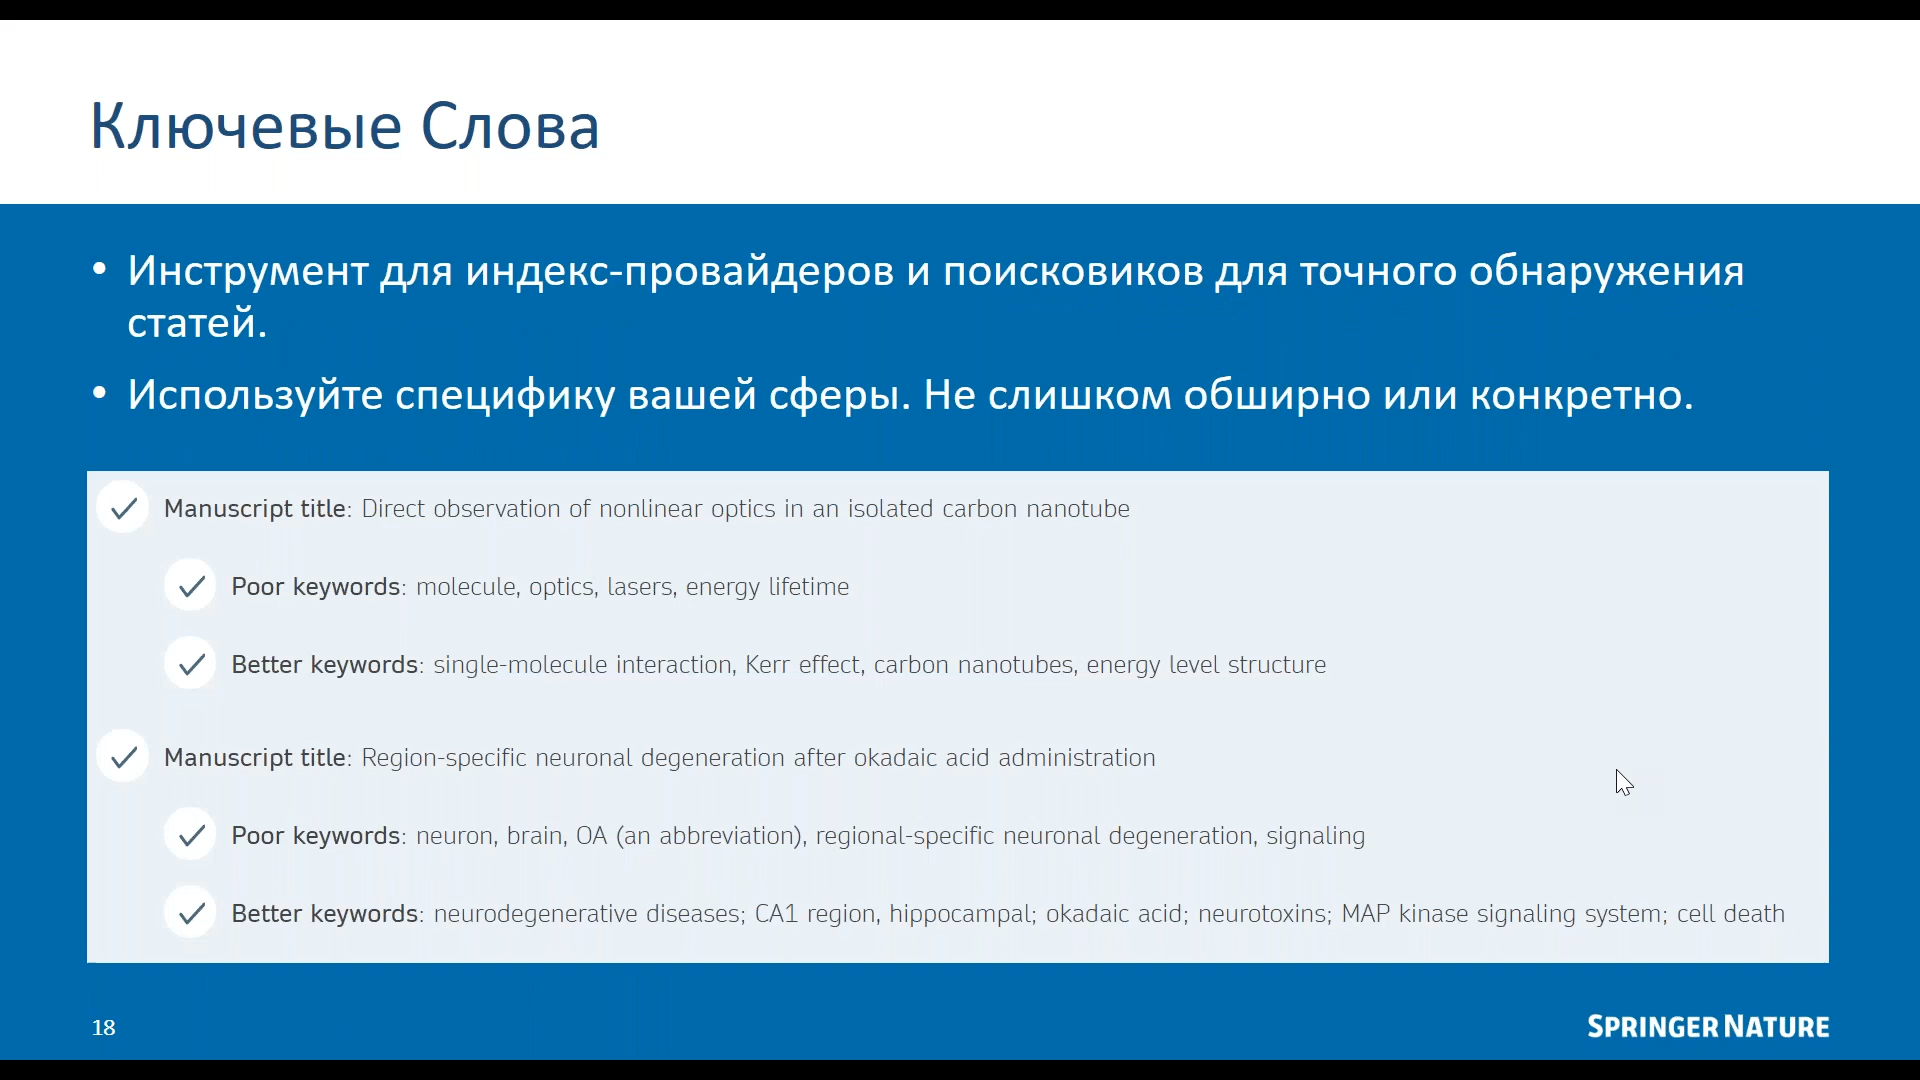 Ключевые Слова
• Инструмент для индекс-провайдеров и поисковиков для точного обнаружения
статей.
• Используйте специфику вашей сферы. Не слишком обширно или конкретно.
Manuscript title: Direct observation of nonlinear optics in an isolated carbon nanotube
Poor keywords: molecule, optics, lasers, energy lifetime
Better keywords: single-molecule interaction, Kerr effect, carbon nanotubes, energy level structure
Manuscript title: Region-specific neuronal degeneration after okadaic acid administration
Poor keywords: neuron, brain, OA (an abbreviation), regional-specific neuronal degeneration, signaling
Better keywords: neurodegenerative diseases; CA1 region, hippocampal; okadaic acid; neurotoxins; MAP kinase signaling system; cell death
18
SPRINGER NATURE